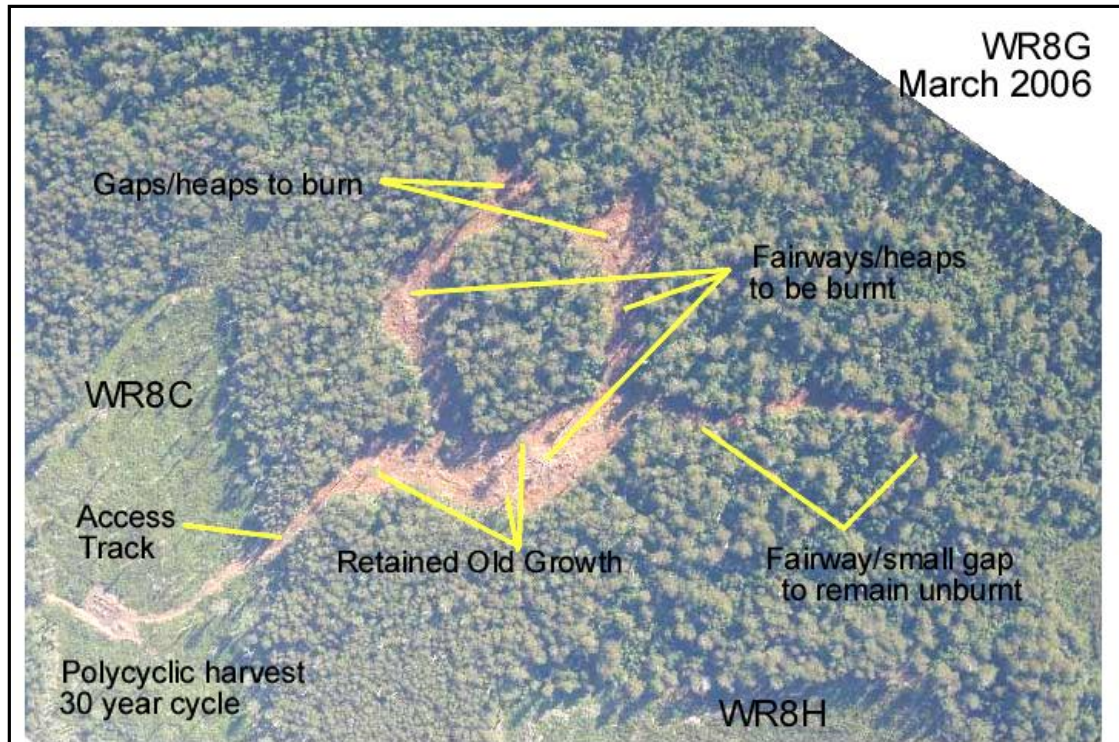 WR8G
March 2006
Gaps/heaps to burn
Fairways/heaps
to be burnt
WR8C
Access
Track
Retained Old Growth
Fairway/small gap
to remain unburnt
Polycyclic harvest
30 year cycle
WR8H